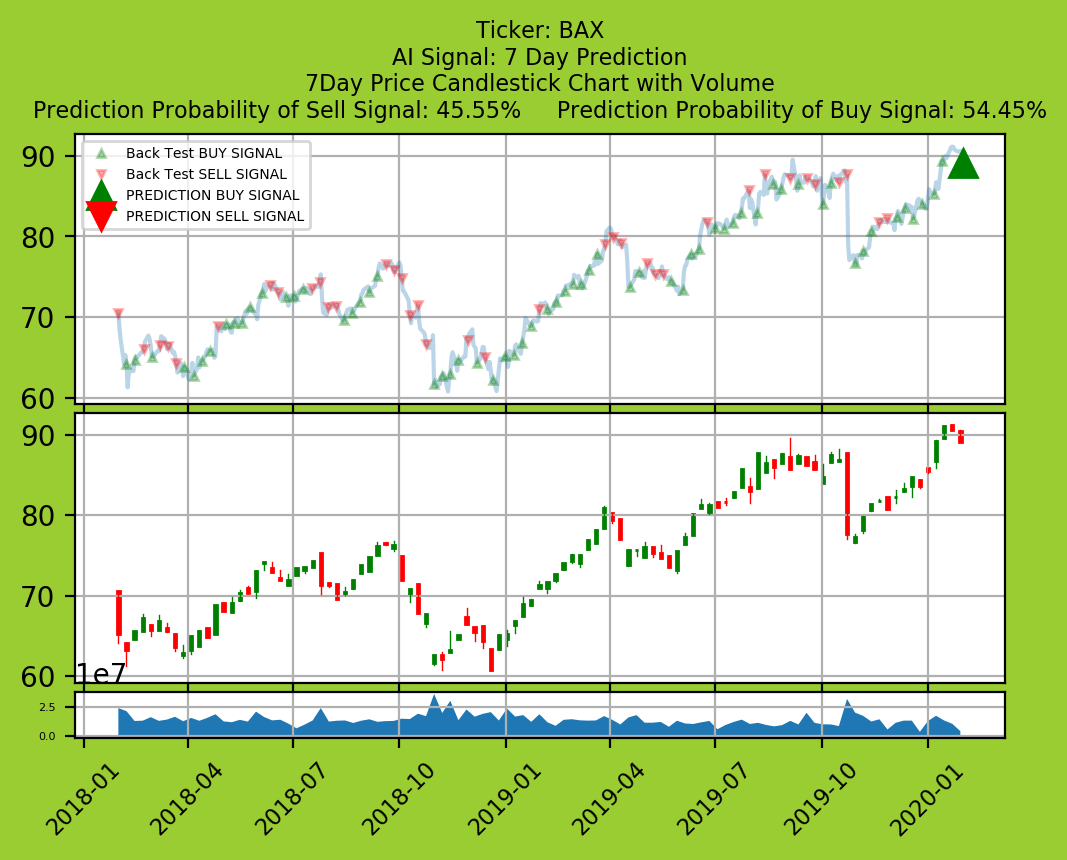 Ticker: BAX
AI Signal: 7 Day Prediction
7Day Price Candlestick Chart with Volume
Prediction Probability of Sell Signal: 45.55% Prediction Probability of Buy Signal: 54.45%
Back Test BUY SIGNAL
Back Test SELL SIGNAL
PREDICTION BUY SIGNAL
PREDICTION SELL SIGNAL
90
80
70
60
90
80
70
60
1e7
2.5
0.0
2018-01 2018-04 2018-07 2018-10 2019-01 2019-04 2019-07 2019-10 2020-01